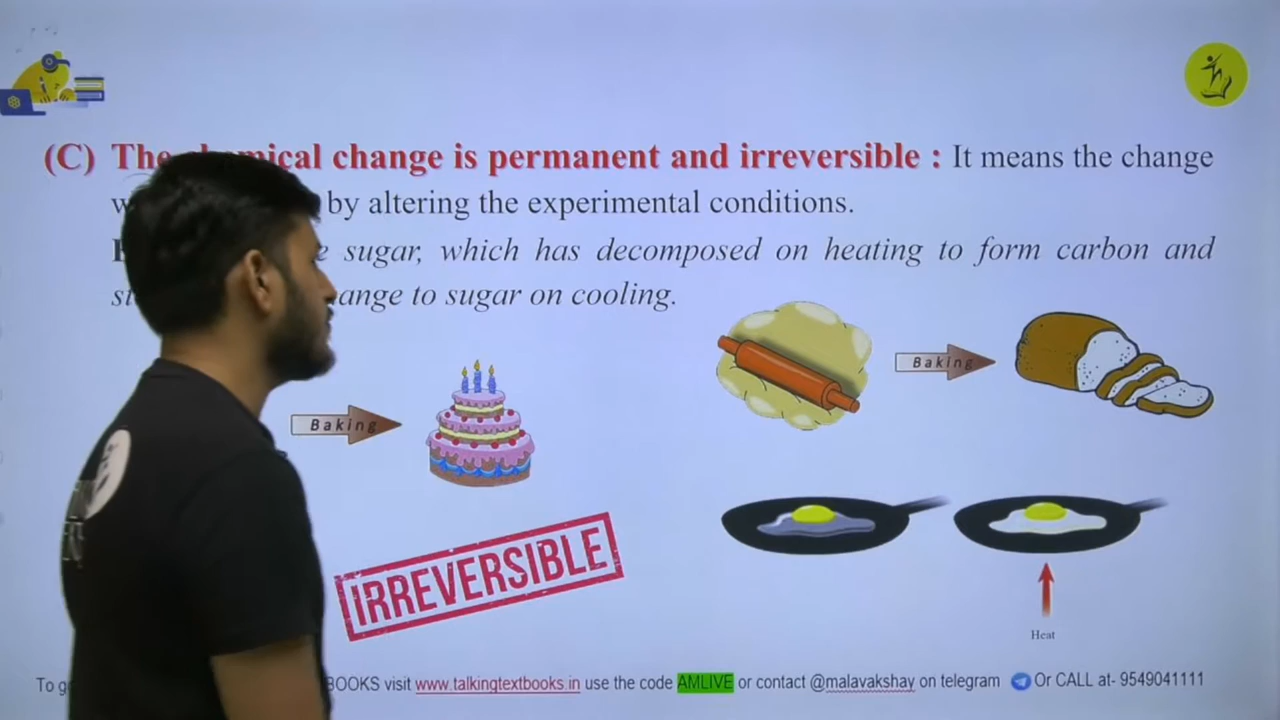 (C) The chemical change is permanent and irreversible : It means the change
by altering the experimental conditions.
sugar, which has decomposed on heating to form carbon and
to sugar on cooling.
Baking
Baking
IRREVERSIBLE
Heat
To BOOKS visit www.talkingtextbooks.in use the code AMLIVE or contact @malavakshay on telegram Or CALL at- 9549041111